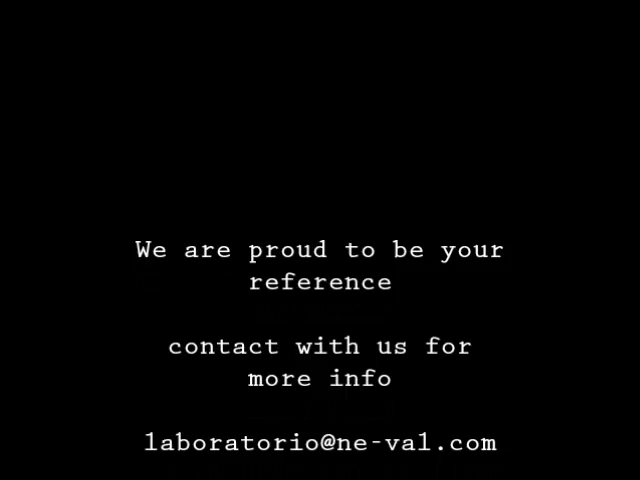 We are proud to be your
reference
contact with us for
more info
laboratorio@ne-val.com